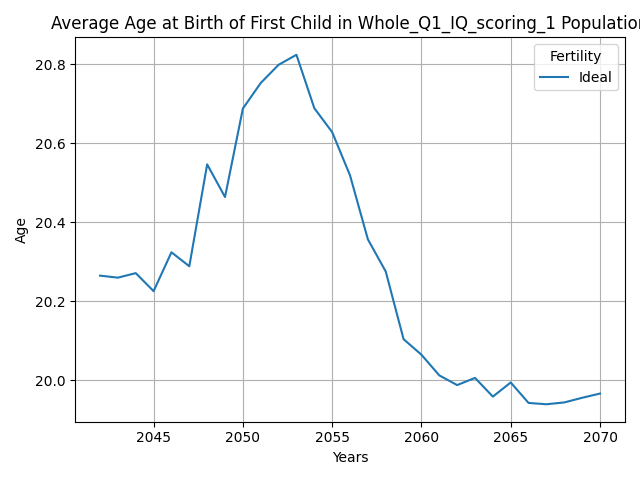 Average Age at Birth of First Child in Whole_Q1_IQ_scoring_1 Population
Fertility
Ideal
20.8
20.6
20.4
20.2
20.0
Age
2045 2050 2055 2060 2065 2070
Years